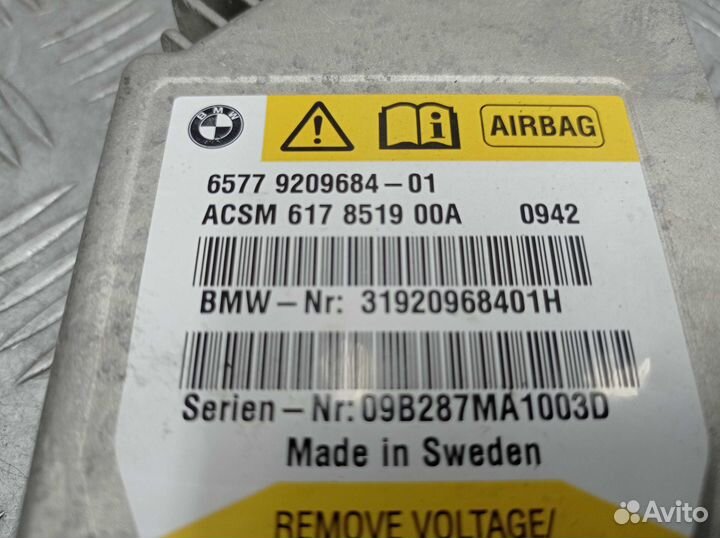 BMW
AIRBAG
6577 9209684-01
ACSM 617 8519 00A 0942
BMW-Nr: 31920968401H
Serien-Nr: 09B287MA1003D
Made in Sweden
REMOVE VOLTAGE/
Avito